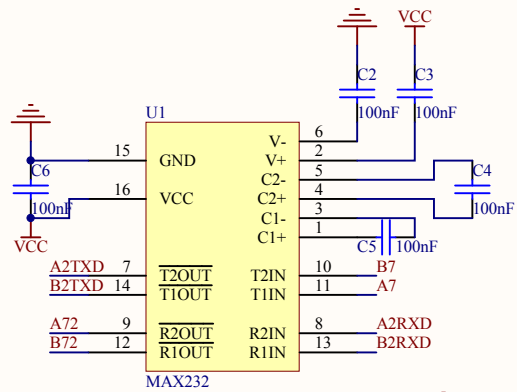 VCC
C2
C3
100nF
100nF
U1
C6
100nF
VCC
15
GND
16
VCC
V-
6
V+
2
C2-
5
C2+
4
C1-
3
C1+
1
C4
100nF
C5
100nF
A2TXD
7
T2OUT
T2IN
10
B7
B2TXD
14
T1OUT
T1IN
11
A7
A72
9
R2OUT
R2IN
8
A2RXD
B72
12
R1OUT
R1IN
13
B2RXD
MAX232